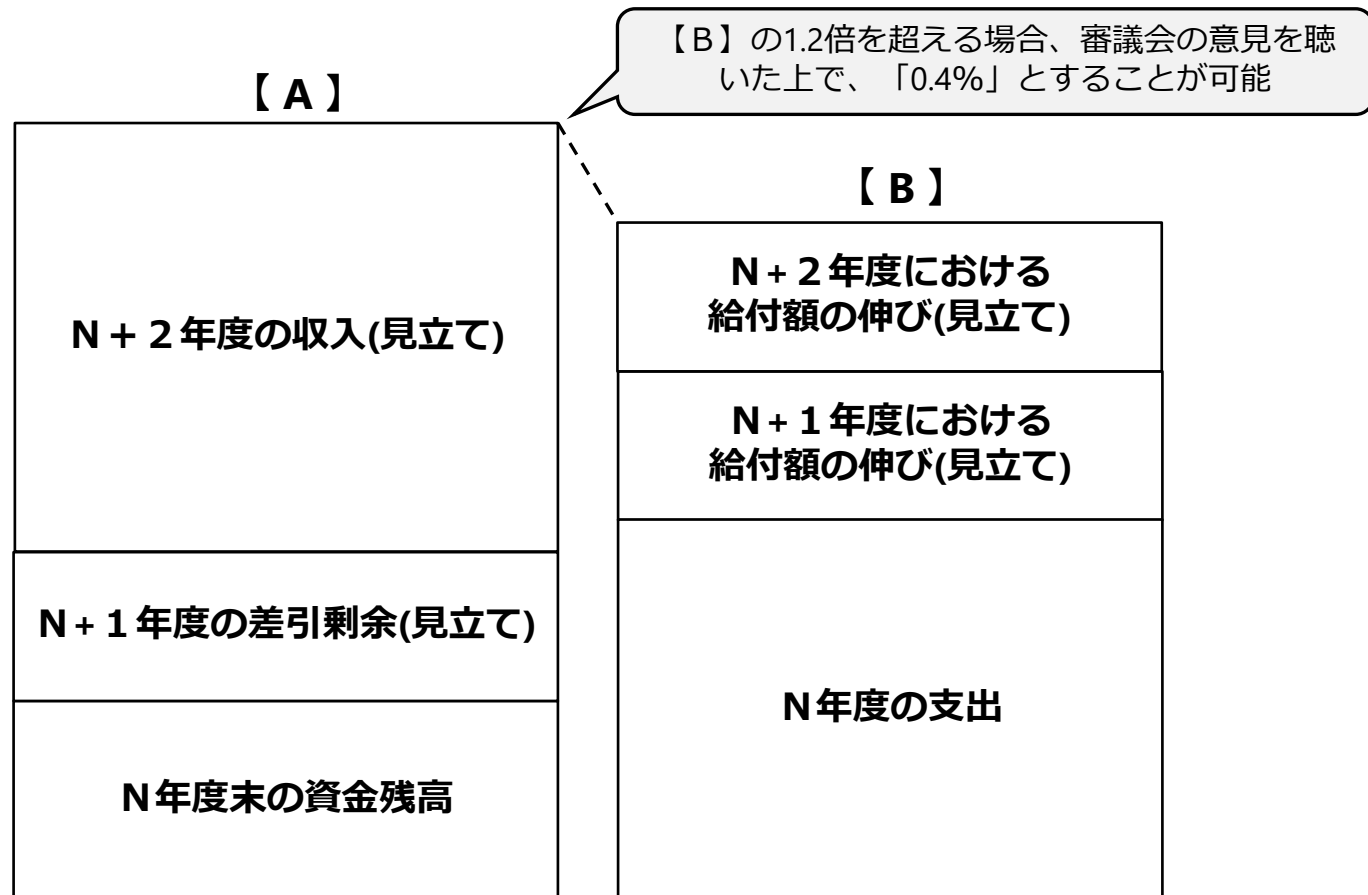 【B】の1.2倍を超える場合、審議会の意見を聴
いた上で、「0.4%」とすることが可能
【 A 】
N＋２年度の収入(見立て)
N+１年度の差引剰余(見立て)
N年度末の資金残高
【 B 】
N+２年度における
給付額の伸び(見立て)
N+１年度における
給付額の伸び(見立て)
N年度の支出